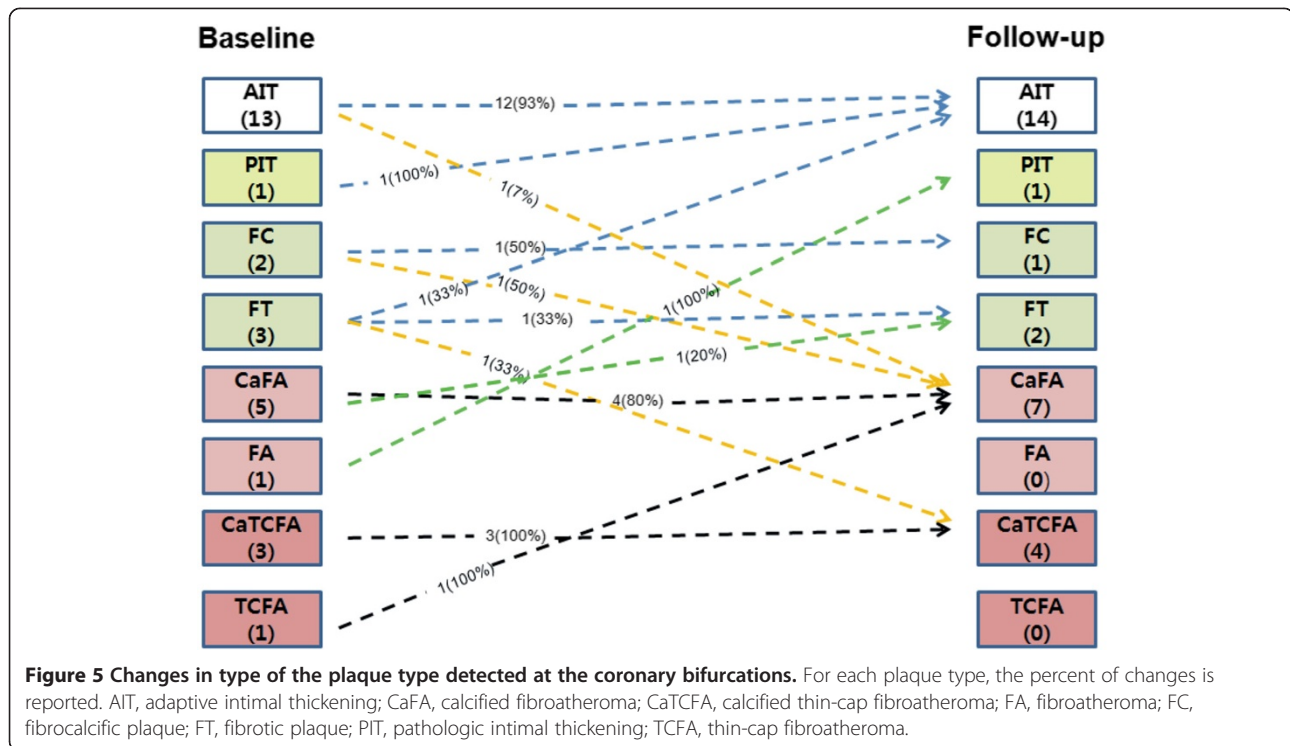 Baseline
Follow-up
AIT
(13)
12(93%)
AIT
(14)
PIT
(1)
1(100%)
1(7%)
PIT
(1)
FC
(2)
1(50%)
FC
(1)
1(50%)
1(100%)
FT
(3)
1(33%)
1(33%)
FT
(2)
1(33%)
1(20%)
CaFA
(5)
4(80%)
CaFA
(7)
FA
(1)
FA
(0)
CaTCFA
(3)
3(100%)
CaTCFA
(4)
TCFA
(1)
1(100%)
TCFA
(0)
Figure 5 Changes in type of the plaque type detected at the coronary bifurcations. For each plaque type, the percent of changes is
reported. AIT, adaptive intimal thickening; CaFA, calcified fibroatheroma; CaTCFA, calcified thin-cap fibroatheroma; FA, fibroatheroma; FC,
fibrocalcific plaque; FT, fibrotic plaque; PIT, pathologic intimal thickening; TCFA, thin-cap fibroatheroma.